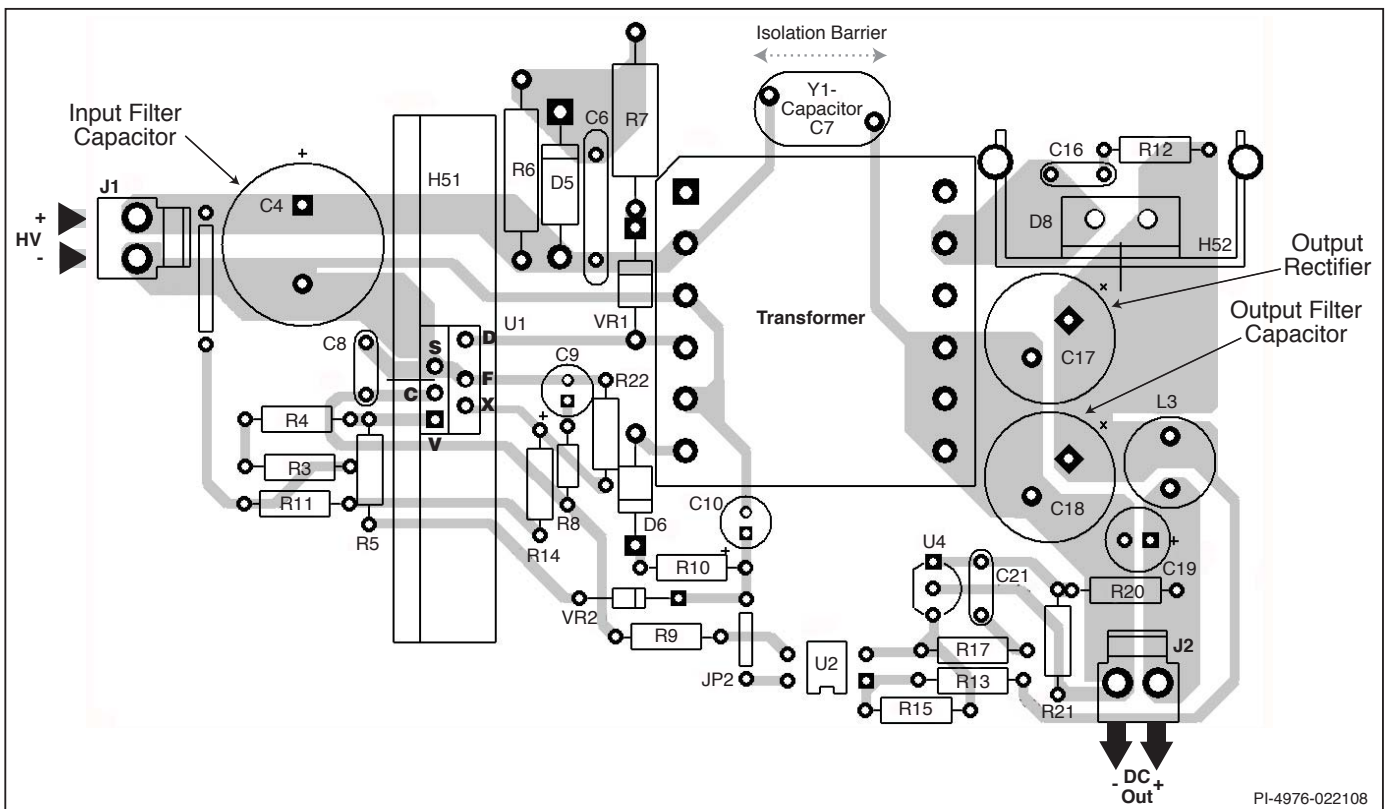 Isolation Barrier
Y1-
Capacitor
C7
Input Filter
Capacitor
R7
C6
R6
D5
H51
C16
R12
J1
+
C4
D8
H52
+
HV
-
Output
Rectifier
Output Filter
Capacitor
VR1
Transformer
U1
D
S
C8
C9
F
R22
C
X
C17
V
R4
+
L3
R3
R11
R5
R14
R8
D6
C10
C18
+
R10
U4
C21
C19
+
R20
VR2
R9
U2
R17
J2
JP2
R13
R15
R21
- DC +
Out
PI-4976-022108